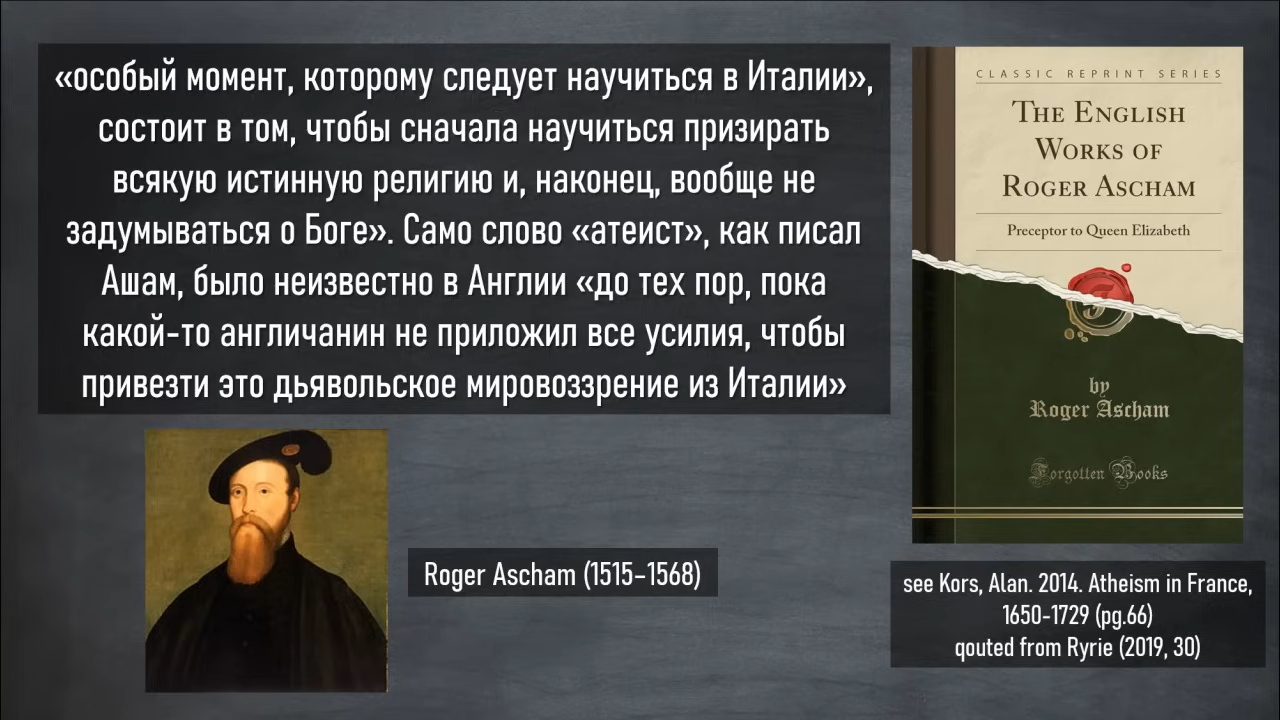 «особый момент, которому следует научиться в Италии»,
состоит в том, чтобы сначала научиться призирать
всякую истинную религию и, наконец, вообще не
задумываться о Боге». Само слово «атеист», как писал
Ашам, было неизвестно в Англии «до тех пор, пока
какой-то англичанин не приложил все усилия, чтобы
привезти это дьявольское мировоззрение из Италии»
CLASSIC REPRINT SERIES
THE ENGLISH
WORKS OF
ROGER ASCHAM
Preceptor to Queen Elizabeth
by
Roger Ascham
Forgotten Books
Roger Ascham (1515–1568)
see Kors, Alan. 2014. Atheism in France,
1650-1729 (pg.66)
qouted from Ryrie (2019, 30)